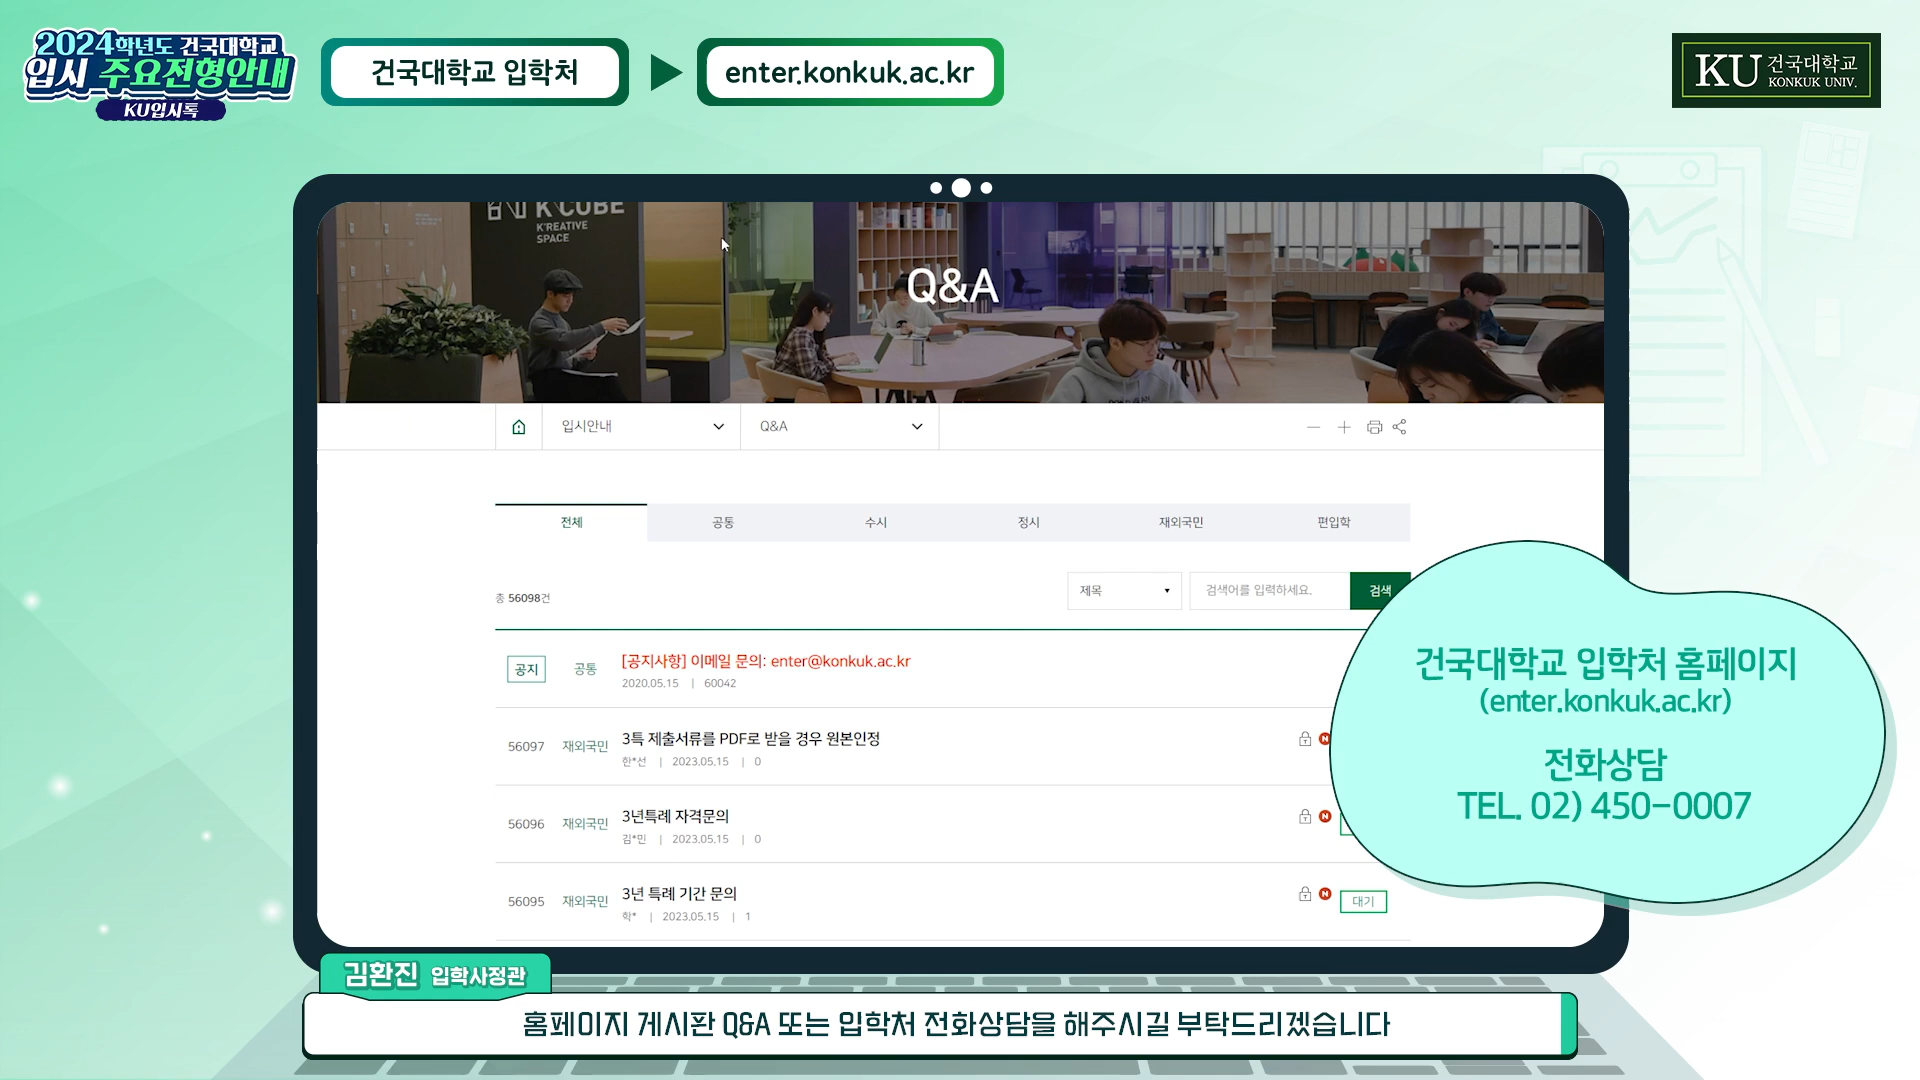 2024학년도 건국대학교
입시 주요전형안내
KU입시톡
건국대학교 입학처
enter.konkuk.ac.kr
KU 건국대학교
KONKUK UNIV.
K'CUBE
K'REATIVE
SPACE
Q&A
입시안내
Q&A
전체
공통
수시
정시
재외국민
편입학
총 56098건
제목
검색어를 입력하세요.
검색
공지 공통 [공지사항] 이메일 문의: enter@konkuk.ac.kr
2020.05.15 | 60042
56097 재외국민 3특 제출서류를 PDF로 받을 경우 원본인정
한*선 | 2023.05.15 | 0
56096 재외국민 3년특례 자격문의
김*민 | 2023.05.15 | 0
56095 재외국민 3년 특례 기간 문의
학* | 2023.05.15 | 1
대기
건국대학교 입학처 홈페이지
(enter.konkuk.ac.kr)
전화상담
TEL. 02) 450-0007
김환진 입학사정관
홈페이지 게시판 Q&A 또는 입학처 전화상담을 해주시길 부탁드리겠습니다